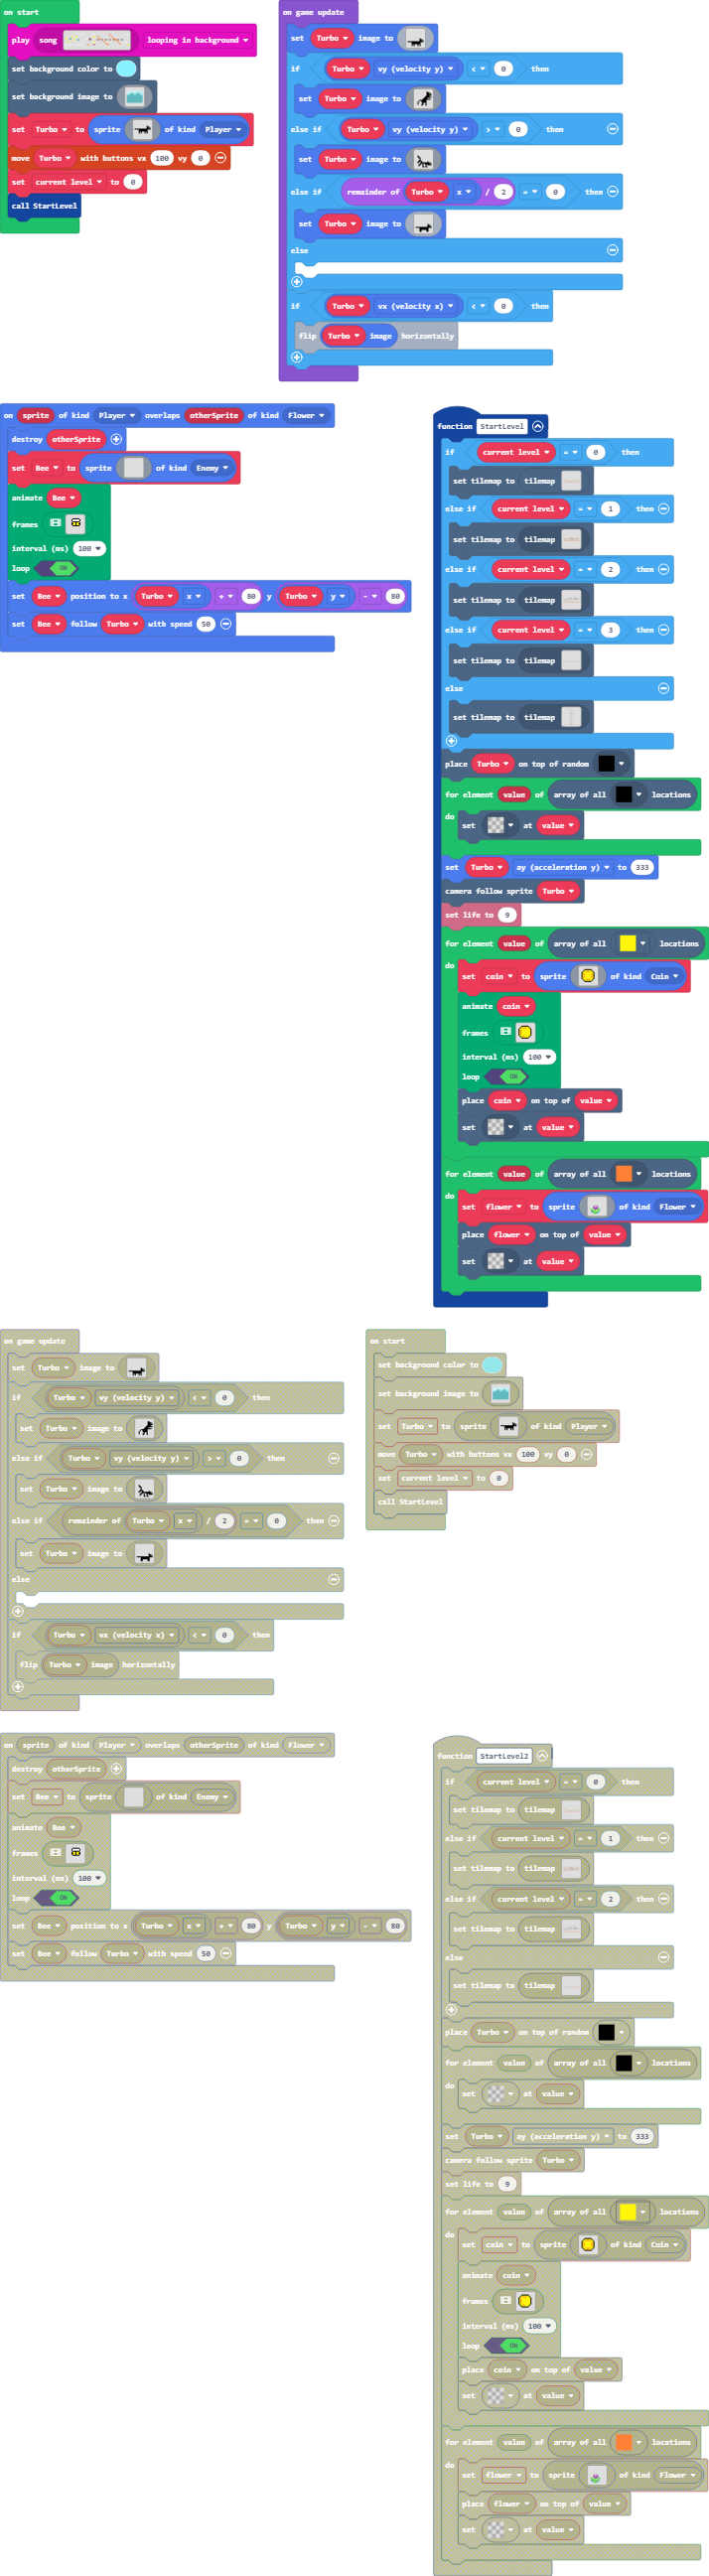 on start
play song looping in background
set background color to
set background image to
set Turbo to sprite of kind Player
move Turbo with buttons vx 100 vy 0
set current level to 0
call StartLevel
on game update
set Turbo image to
if Turbo vy (velocity y) < 0 then
set Turbo image to
else if Turbo vy (velocity y) > 0 then
set Turbo image to
else if remainder of Turbo x / 2 = 0 then
set Turbo image to
else
if Turbo vx (velocity x) < 0 then
flip Turbo image horizontally
on sprite of kind Player overlaps otherSprite of kind Flower
destroy otherSprite
set Bee to sprite of kind Enemy
animate Bee
frames
interval (ms) 100
loop ON
set Bee position to x Turbo x + 80 y Turbo y - 80
set Bee follow Turbo with speed 50
function StartLevel
if current level = 0 then
set tilemap to tilemap
else if current level = 1 then
set tilemap to tilemap
else if current level = 2 then
set tilemap to tilemap
else if current level = 3 then
set tilemap to tilemap
else
set tilemap to tilemap
place Turbo on top of random
for element value of array of all locations
do
set at value
set Turbo ay (acceleration y) to 333
camera follow sprite Turbo
set life to 9
for element value of array of all locations
do
set coin to sprite of kind Coin
animate coin
frames
interval (ms) 100
loop ON
place coin on top of value
set at value
for element value of array of all locations
do
set flower to sprite of kind Flower
place flower on top of value
set at value
on game update
set Turbo image to
if Turbo vy (velocity y) < 0 then
set Turbo image to
else if Turbo vy (velocity y) > 0 then
set Turbo image to
else if remainder of Turbo x / 2 = 0 then
set Turbo image to
else
if Turbo vx (velocity x) < 0 then
flip Turbo image horizontally
on start
set background color to
set background image to
set Turbo to sprite of kind Player
move Turbo with buttons vx 100 vy 0
set current level to 0
call StartLevel
on sprite of kind Player overlaps otherSprite of kind Flower
destroy otherSprite
set Bee to sprite of kind Enemy
animate Bee
frames
interval (ms) 100
loop ON
set Bee position to x Turbo x + 80 y Turbo y - 80
set Bee follow Turbo with speed 50
function StartLevel2
if current level = 0 then
set tilemap to tilemap
else if current level = 1 then
set tilemap to tilemap
else if current level = 2 then
set tilemap to tilemap
else
set tilemap to tilemap
place Turbo on top of random
for element value of array of all locations
do
set at value
set Turbo ay (acceleration y) to 333
camera follow sprite Turbo
set life to 9
for element value of array of all locations
do
set coin to sprite of kind Coin
animate coin
frames
interval (ms) 100
loop ON
place coin on top of value
set at value
for element value of array of all locations
do
set flower to sprite of kind Flower
place flower on top of value
set at value